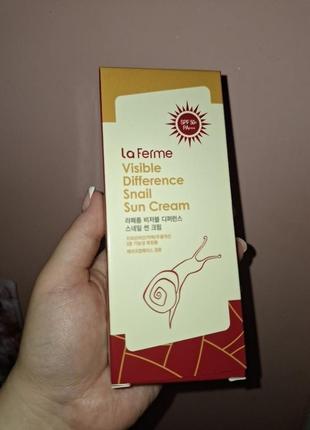 SPF 50+
PA+++
La Ferme
Visible
Difference
Snail
Sun Cream
라페름 비저블 디퍼런스
스네일 썬 크림